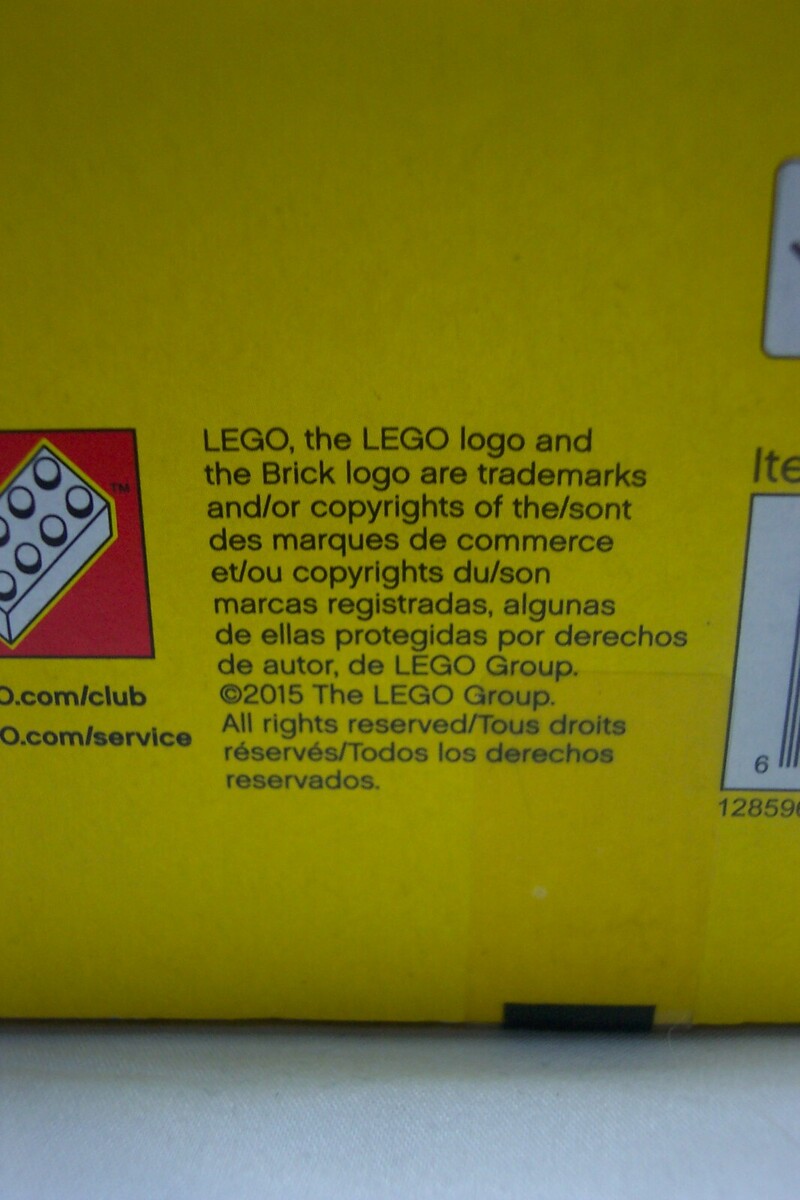 LEGO, the LEGO logo and
the Brick logo are trademarks
and/or copyrights of the/sont
des marques de commerce
et/ou copyrights du/son
marcas registradas, algunas
de ellas protegidas por derechos
de autor, de LEGO Group.
©2015 The LEGO Group.
All rights reserved/Tous droits
réservés/Todos los derechos
reservados.
TM
O.com/club
O.com/service
Ite
6
12859